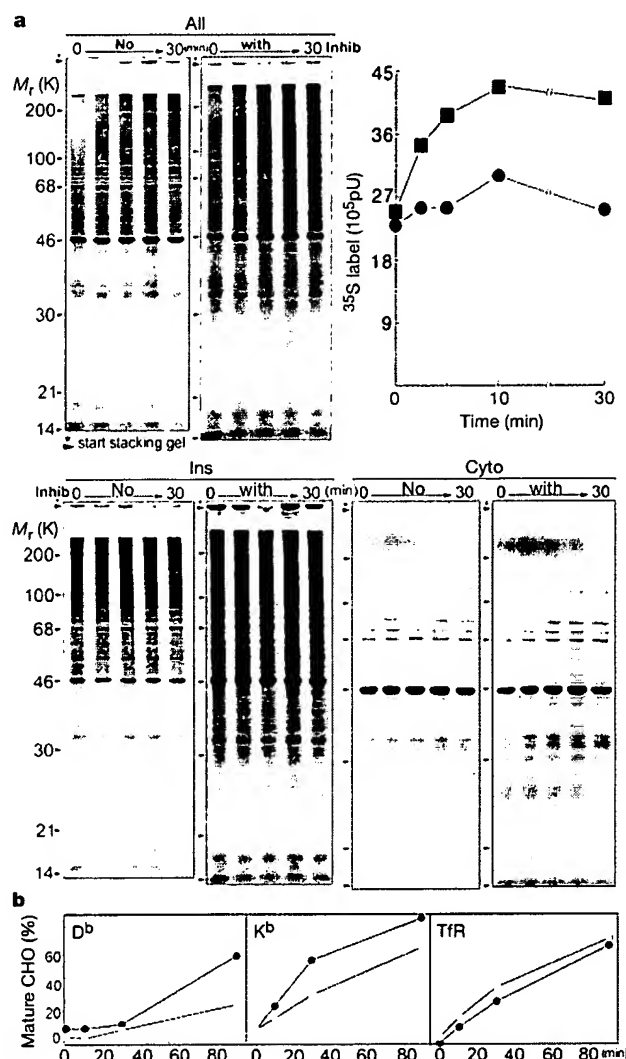 a
All
0 No 30 (min) 0 with 30 Inhib
Mr (K)
200-
100-
68-
46-
30-
21-
14-
start stacking gel
45
36
27
18
9
35S label (10^5pU)
0 10 20 30
Time (min)
Ins Cyto
Inhib 0 No 30 0 with 30 (min) 0 No 30 0 with 30
Mr (K)
200-
100-
68-
46-
30-
21-
14-
b
Mature CHO (%)
60
40
20
0
D^b K^b TfR
0 20 40 60 80 0 20 40 60 80 0 20 40 60 80 (min)